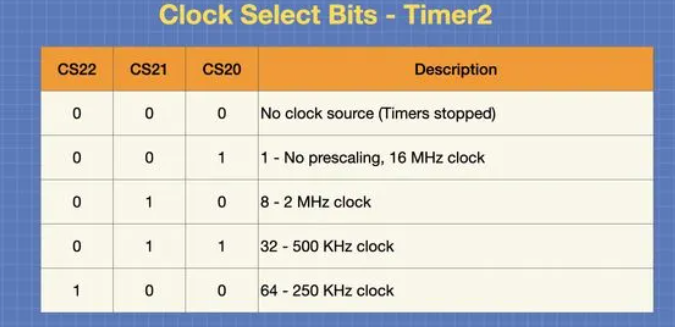 Clock Select Bits - Timer2
CS22 CS21 CS20 Description
0 0 0 No clock source (Timers stopped)
0 0 1 1 - No prescaling, 16 MHz clock
0 1 0 8 - 2 MHz clock
0 1 1 32 - 500 KHz clock
1 0 0 64 - 250 KHz clock